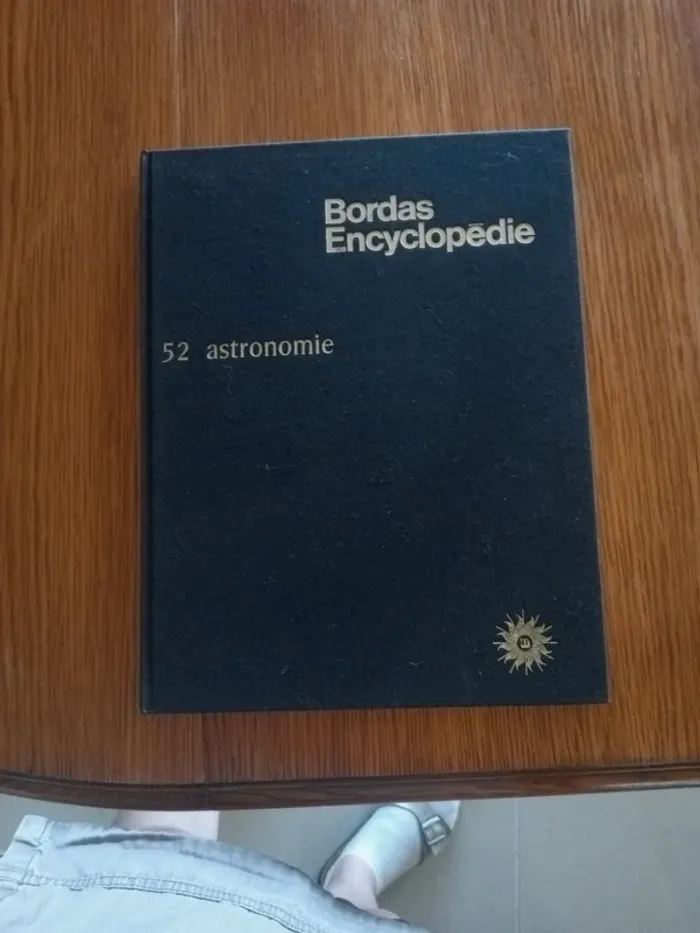 Bordas
Encyclopédie
52 astronomie